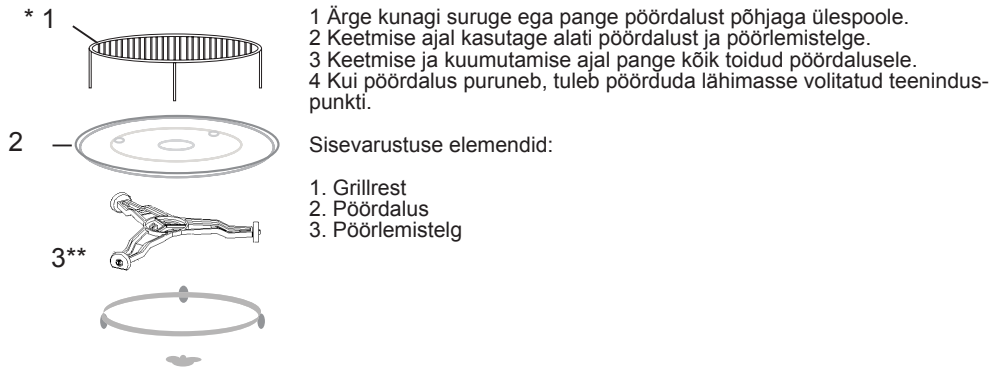 * 1
2
3**
1 Ärge kunagi suruge ega pange pöördalust põhjaga ülespoole.
2 Keetmise ajal kasutage alati pöördalust ja pöörlemistelge.
3 Keetmise ja kuumutamise ajal pange kõik toidud pöördalusele.
4 Kui pöördalus puruneb, tuleb pöörduda lähimasse volitatud teenindus-
punkti.
Sisevarustuse elemendid:
1. Grillrest
2. Pöördalus
3. Pöörlemistelg